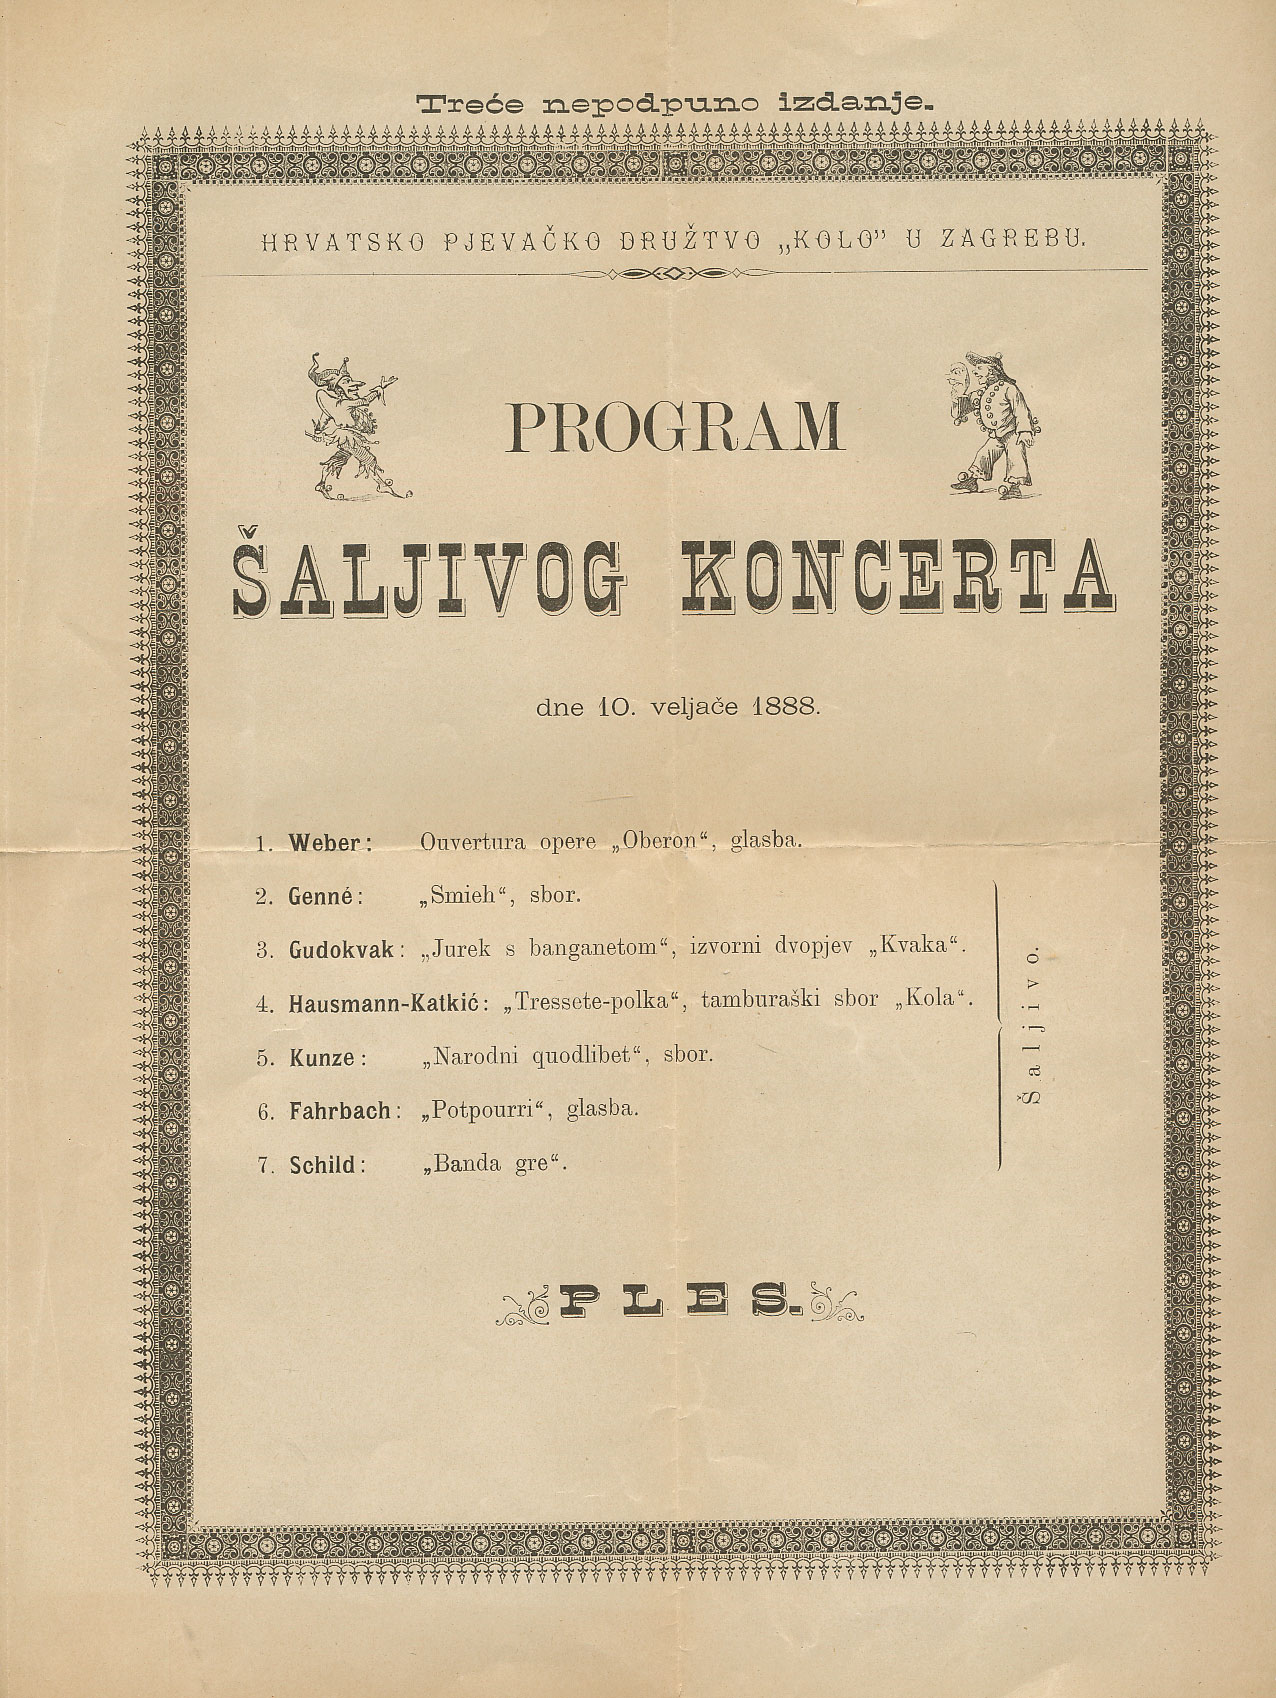 Treće nepodpuno izdanje.
HRVATSKO PJEVAČKO DRUŽTVO „KOLO” U ZAGREBU.
PROGRAM
ŠALJIVOG KONCERTA
dne 10. veljače 1888.
1. Weber: Ouvertura opere „Oberon“, glasba.
2. Genné: „Smieh“, sbor.
3. Gudokvak: „Jurek s banganetom“, izvorni dvopjev „Kvaka“.
4. Hausmann-Katkić: „Tressete-polka“, tamburaški sbor „Kola“.
5. Kunze: „Narodni quodlibet“, sbor.
6. Fahrbach: „Potpourri“, glasba.
7. Schild: „Banda gre“.
Šaljivo.
PLES.